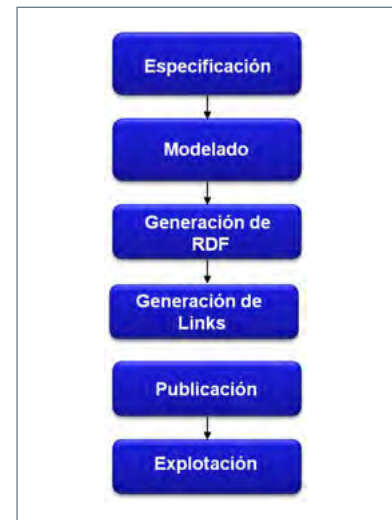 Especificación
Modelado
Generación de
RDF
Generación de
Links
Publicación
Explotación